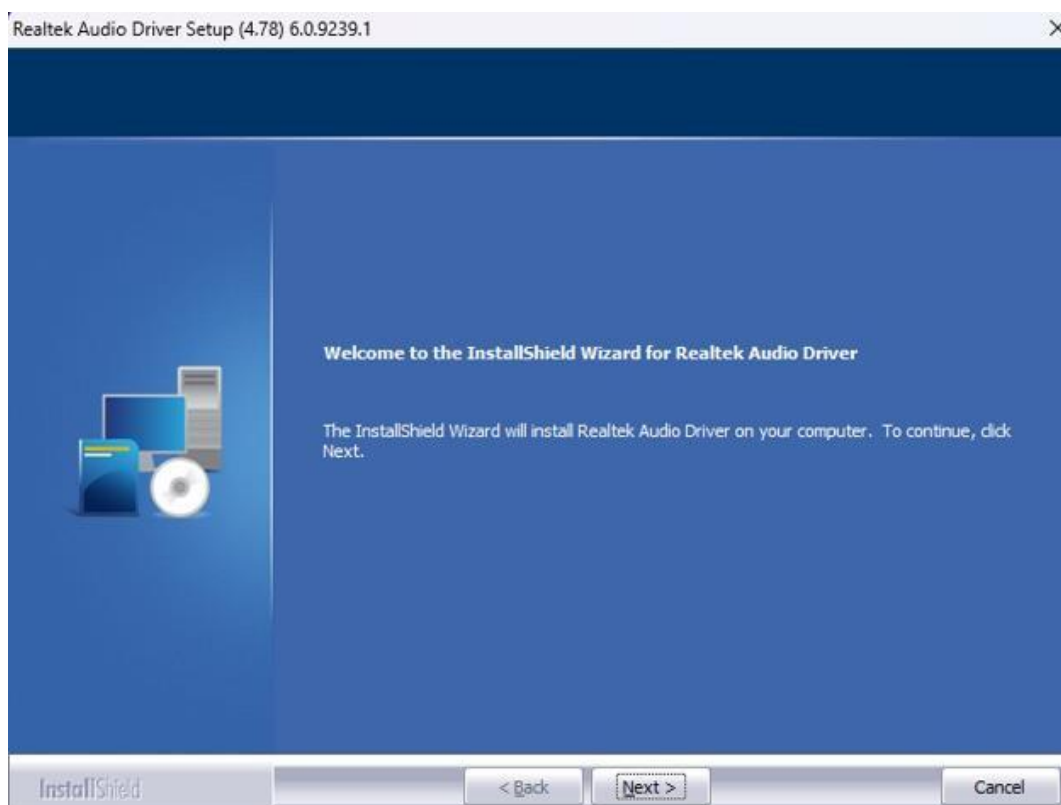 Realtek Audio Driver Setup (4.78) 6.0.9239.1
Welcome to the InstallShield Wizard for Realtek Audio Driver
The InstallShield Wizard will install Realtek Audio Driver on your computer.  To continue, click
Next.
InstallShield
< Back
Next >
Cancel